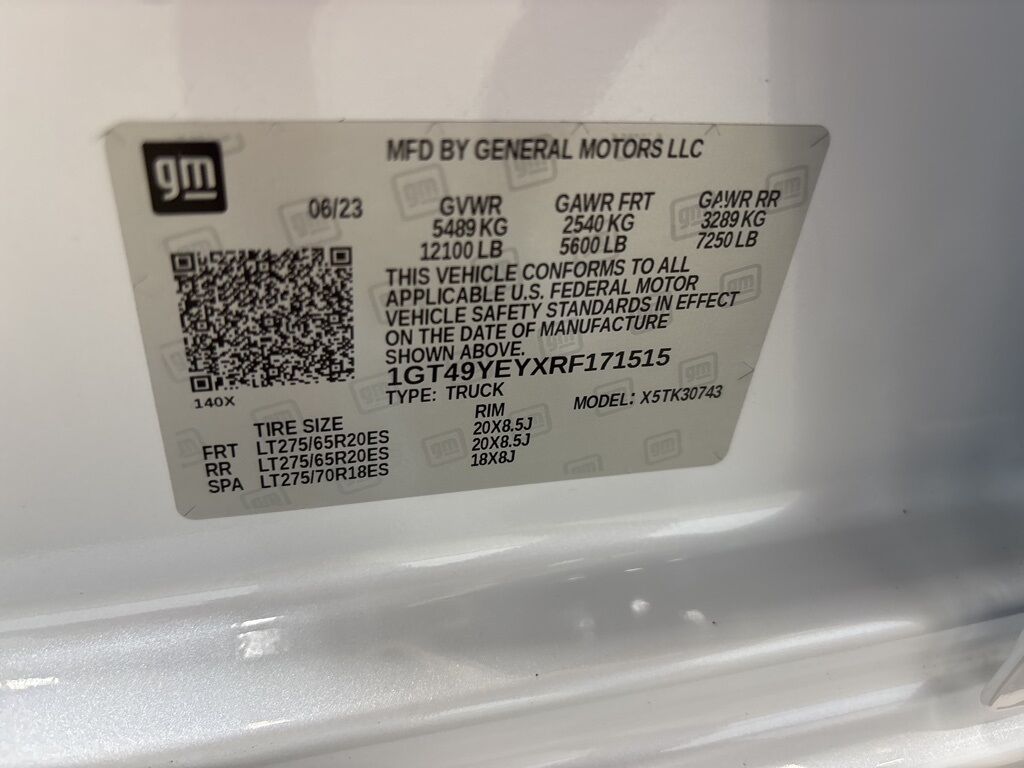 gm
MFD BY GENERAL MOTORS LLC
06/23
GVWR GAWR FRT GAWR RR
5489 KG 2540 KG 3289 KG
12100 LB 5600 LB 7250 LB
THIS VEHICLE CONFORMS TO ALL
APPLICABLE U.S. FEDERAL MOTOR
VEHICLE SAFETY STANDARDS IN EFFECT
ON THE DATE OF MANUFACTURE
SHOWN ABOVE.
1GT49YEYXRF171515
140X
TYPE: TRUCK MODEL: X5TK30743
TIRE SIZE RIM
FRT LT275/65R20ES 20X8.5J
RR LT275/65R20ES 20X8.5J
SPA LT275/70R18ES 18X8J